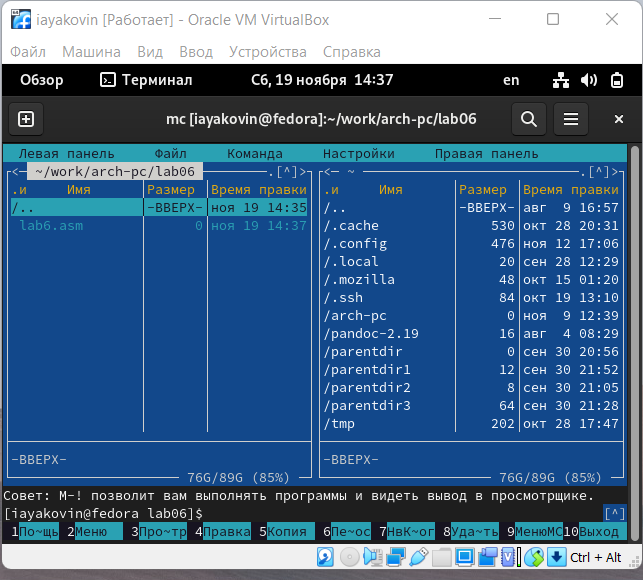 iayakovin [Работает] - Oracle VM VirtualBox
Файл Машина Вид Ввод Устройства Справка
Обзор Терминал Сб, 19 ноября 14:37 en
mc [iayakovin@fedora]:~/work/arch-pc/lab06
Левая панель Файл Команда Настройки Правая панель
<─ ~/work/arch-pc/lab06 .[^]> <─ ~ .[^]>
.и Имя Размер Время правки .и Имя Размер Время правки
/.. -ВВЕРХ- ноя 19 14:35 /.. -ВВЕРХ- авг 9 16:57
lab6.asm 0 ноя 19 14:37 /.cache 530 окт 28 20:31
/.config 476 ноя 12 17:06
/.local 20 сен 28 12:29
/.mozilla 48 окт 15 01:20
/.ssh 84 окт 19 13:10
/arch-pc 0 ноя 9 12:39
/pandoc-2.19 16 авг 4 08:29
/parentdir 0 сен 30 20:56
/parentdir1 12 сен 30 21:52
/parentdir2 8 сен 30 21:05
/parentdir3 64 сен 30 21:28
/tmp 202 окт 28 17:47
-ВВЕРХ- -ВВЕРХ-
76G/89G (85%) 76G/89G (85%)
Совет: M-! позволит вам выполнять программы и видеть вывод в просмотрщике.
[iayakovin@fedora lab06]$ [^]
1По~щь 2Меню 3Про~тр 4Правка 5Копия 6Пе~ос 7НвК~ог 8Уда~ть 9МенюMC 10Выход
Ctrl + Alt